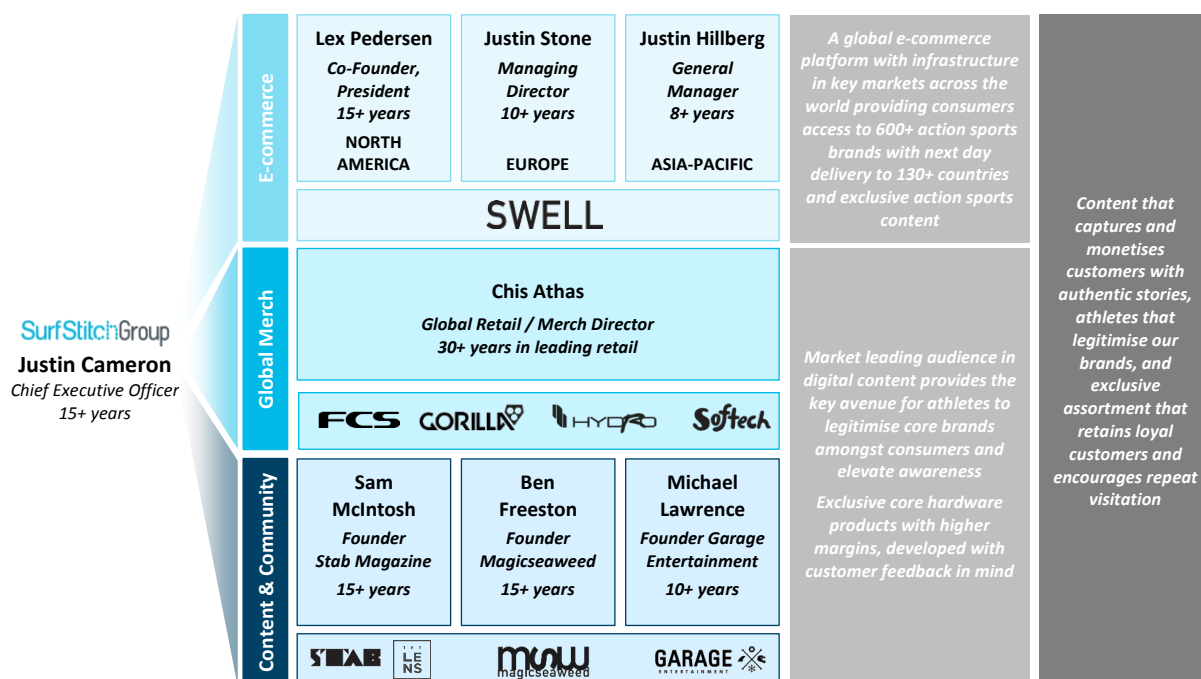 SurfStitchGroup
Justin Cameron
Chief Executive Officer
15+ years
E-commerce
Lex Pedersen
Co-Founder,
President
15+ years
NORTH
AMERICA
Justin Stone
Managing
Director
10+ years
EUROPE
Justin Hillberg
General
Manager
8+ years
ASIA-PACIFIC
SWELL
A global e-commerce
platform with infrastructure
in key markets across the
world providing consumers
access to 600+ action sports
brands with next day
delivery to 130+ countries
and exclusive action sports
content
Global Merch
Chis Athas
Global Retail / Merch Director
30+ years in leading retail
FCS
GORILLA
HYDRO
Softech
Content & Community
Sam
McIntosh
Founder
Stab Magazine
15+ years
Ben
Freeston
Founder
Magicseaweed
15+ years
Michael
Lawrence
Founder Garage
Entertainment
10+ years
STAB
THE
LE
NS
msw
magicseaweed
GARAGE
ENTERTAINMENT
Market leading audience in
digital content provides the
key avenue for athletes to
legitimise core brands
amongst consumers and
elevate awareness
Exclusive core hardware
products with higher
margins, developed with
customer feedback in mind
Content that
captures and
monetises
customers with
authentic stories,
athletes that
legitimise our
brands, and
exclusive
assortment that
retains loyal
customers and
encourages repeat
visitation